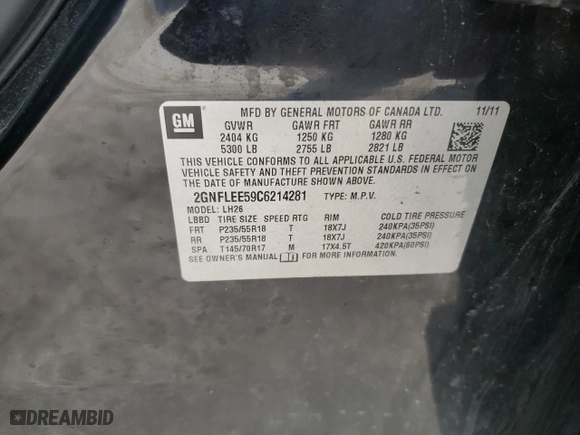 MFD BY GENERAL MOTORS OF CANADA LTD. 11/11
GM
GVWR GAWR FRT GAWR RR
2404 KG 1250 KG 1280 KG
5300 LB 2755 LB 2821 LB
THIS VEHICLE CONFORMS TO ALL APPLICABLE U.S. FEDERAL MOTOR
VEHICLE SAFETY AND THEFT PREVENTION STANDARDS IN EFFECT ON
THE DATE OF MANUFACTURE SHOWN ABOVE.
2GNFLEE59C6214281 TYPE: M.P.V.
MODEL: LH26
LBBD TIRE SIZE SPEED RTG RIM COLD TIRE PRESSURE
FRT P235/55R18 T 18X7J 240KPA(35PSI)
RR P235/55R18 T 18X7J 240KPA(35PSI)
SPA T145/70R17 M 17X4.5T 420KPA(60PSI)
SEE OWNER'S MANUAL i FOR MORE INFORMATION.
DREAMBID